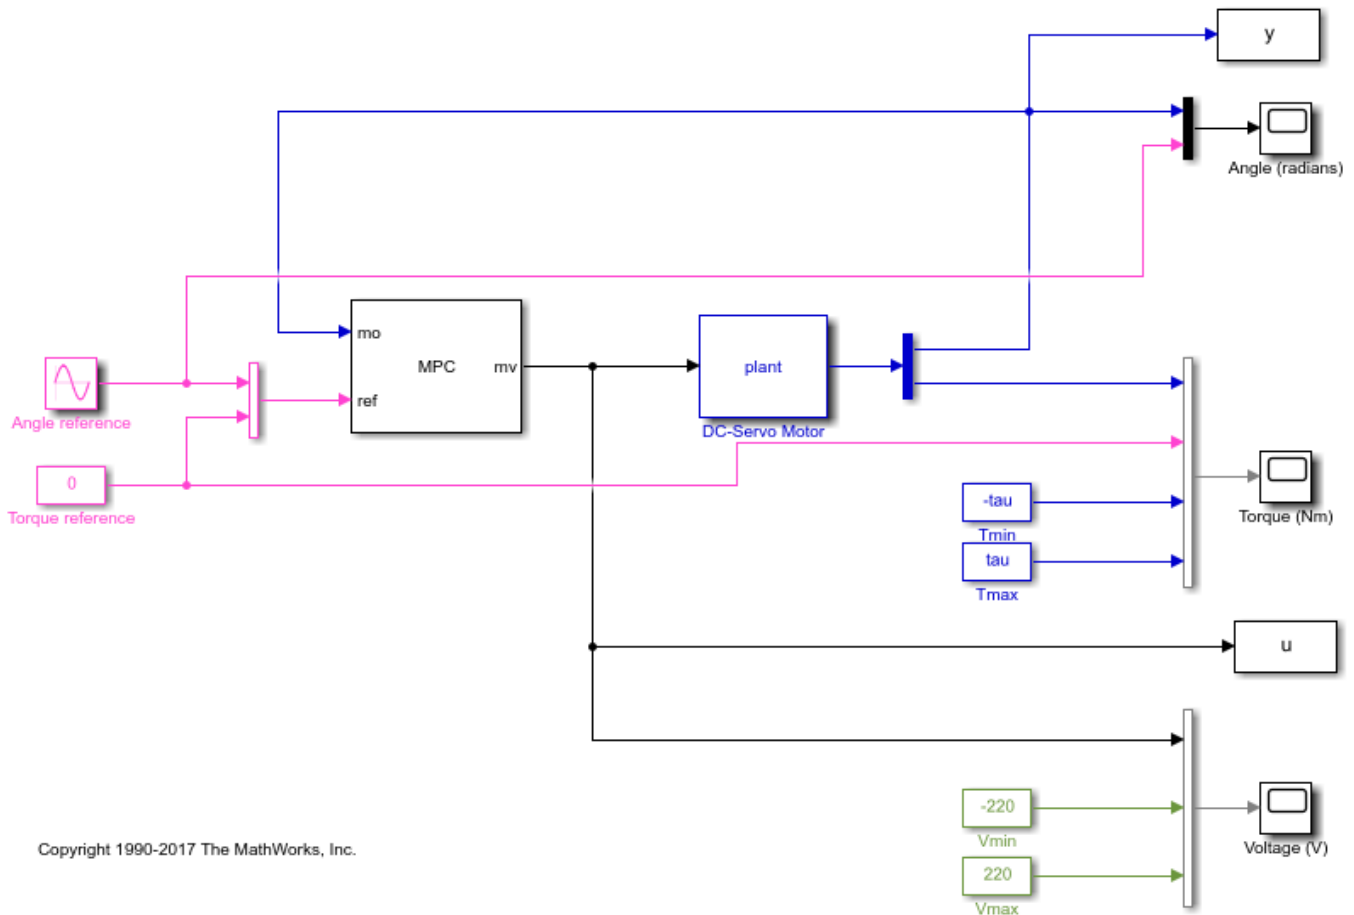 y
Angle (radians)
mo
MPC
mv
ref
plant
DC-Servo Motor
Angle reference
0
Torque reference
-tau
Tmin
tau
Tmax
Torque (Nm)
u
-220
Vmin
220
Vmax
Voltage (V)
Copyright 1990-2017 The MathWorks, Inc.